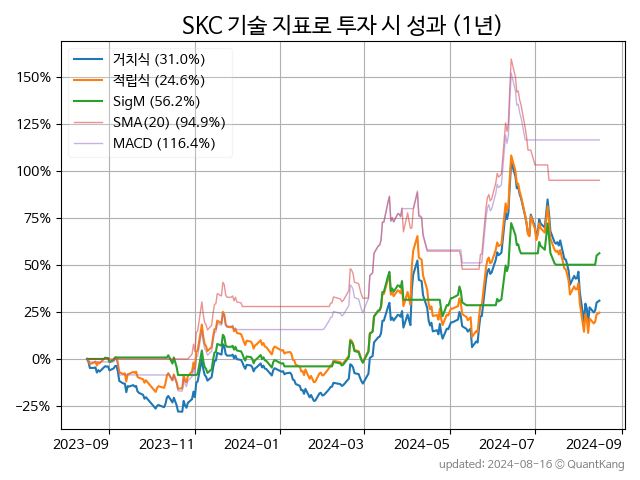 SKC 기술 지표로 투자 시 성과 (1년)
거치식 (31.0%)
적립식 (24.6%)
SigM (56.2%)
SMA(20) (94.9%)
MACD (116.4%)
150%
125%
100%
75%
50%
25%
0%
−25%
2023−09 2023−11 2024−01 2024−03 2024−05 2024−07 2024−09
updated: 2024−08−16 © QuantKang